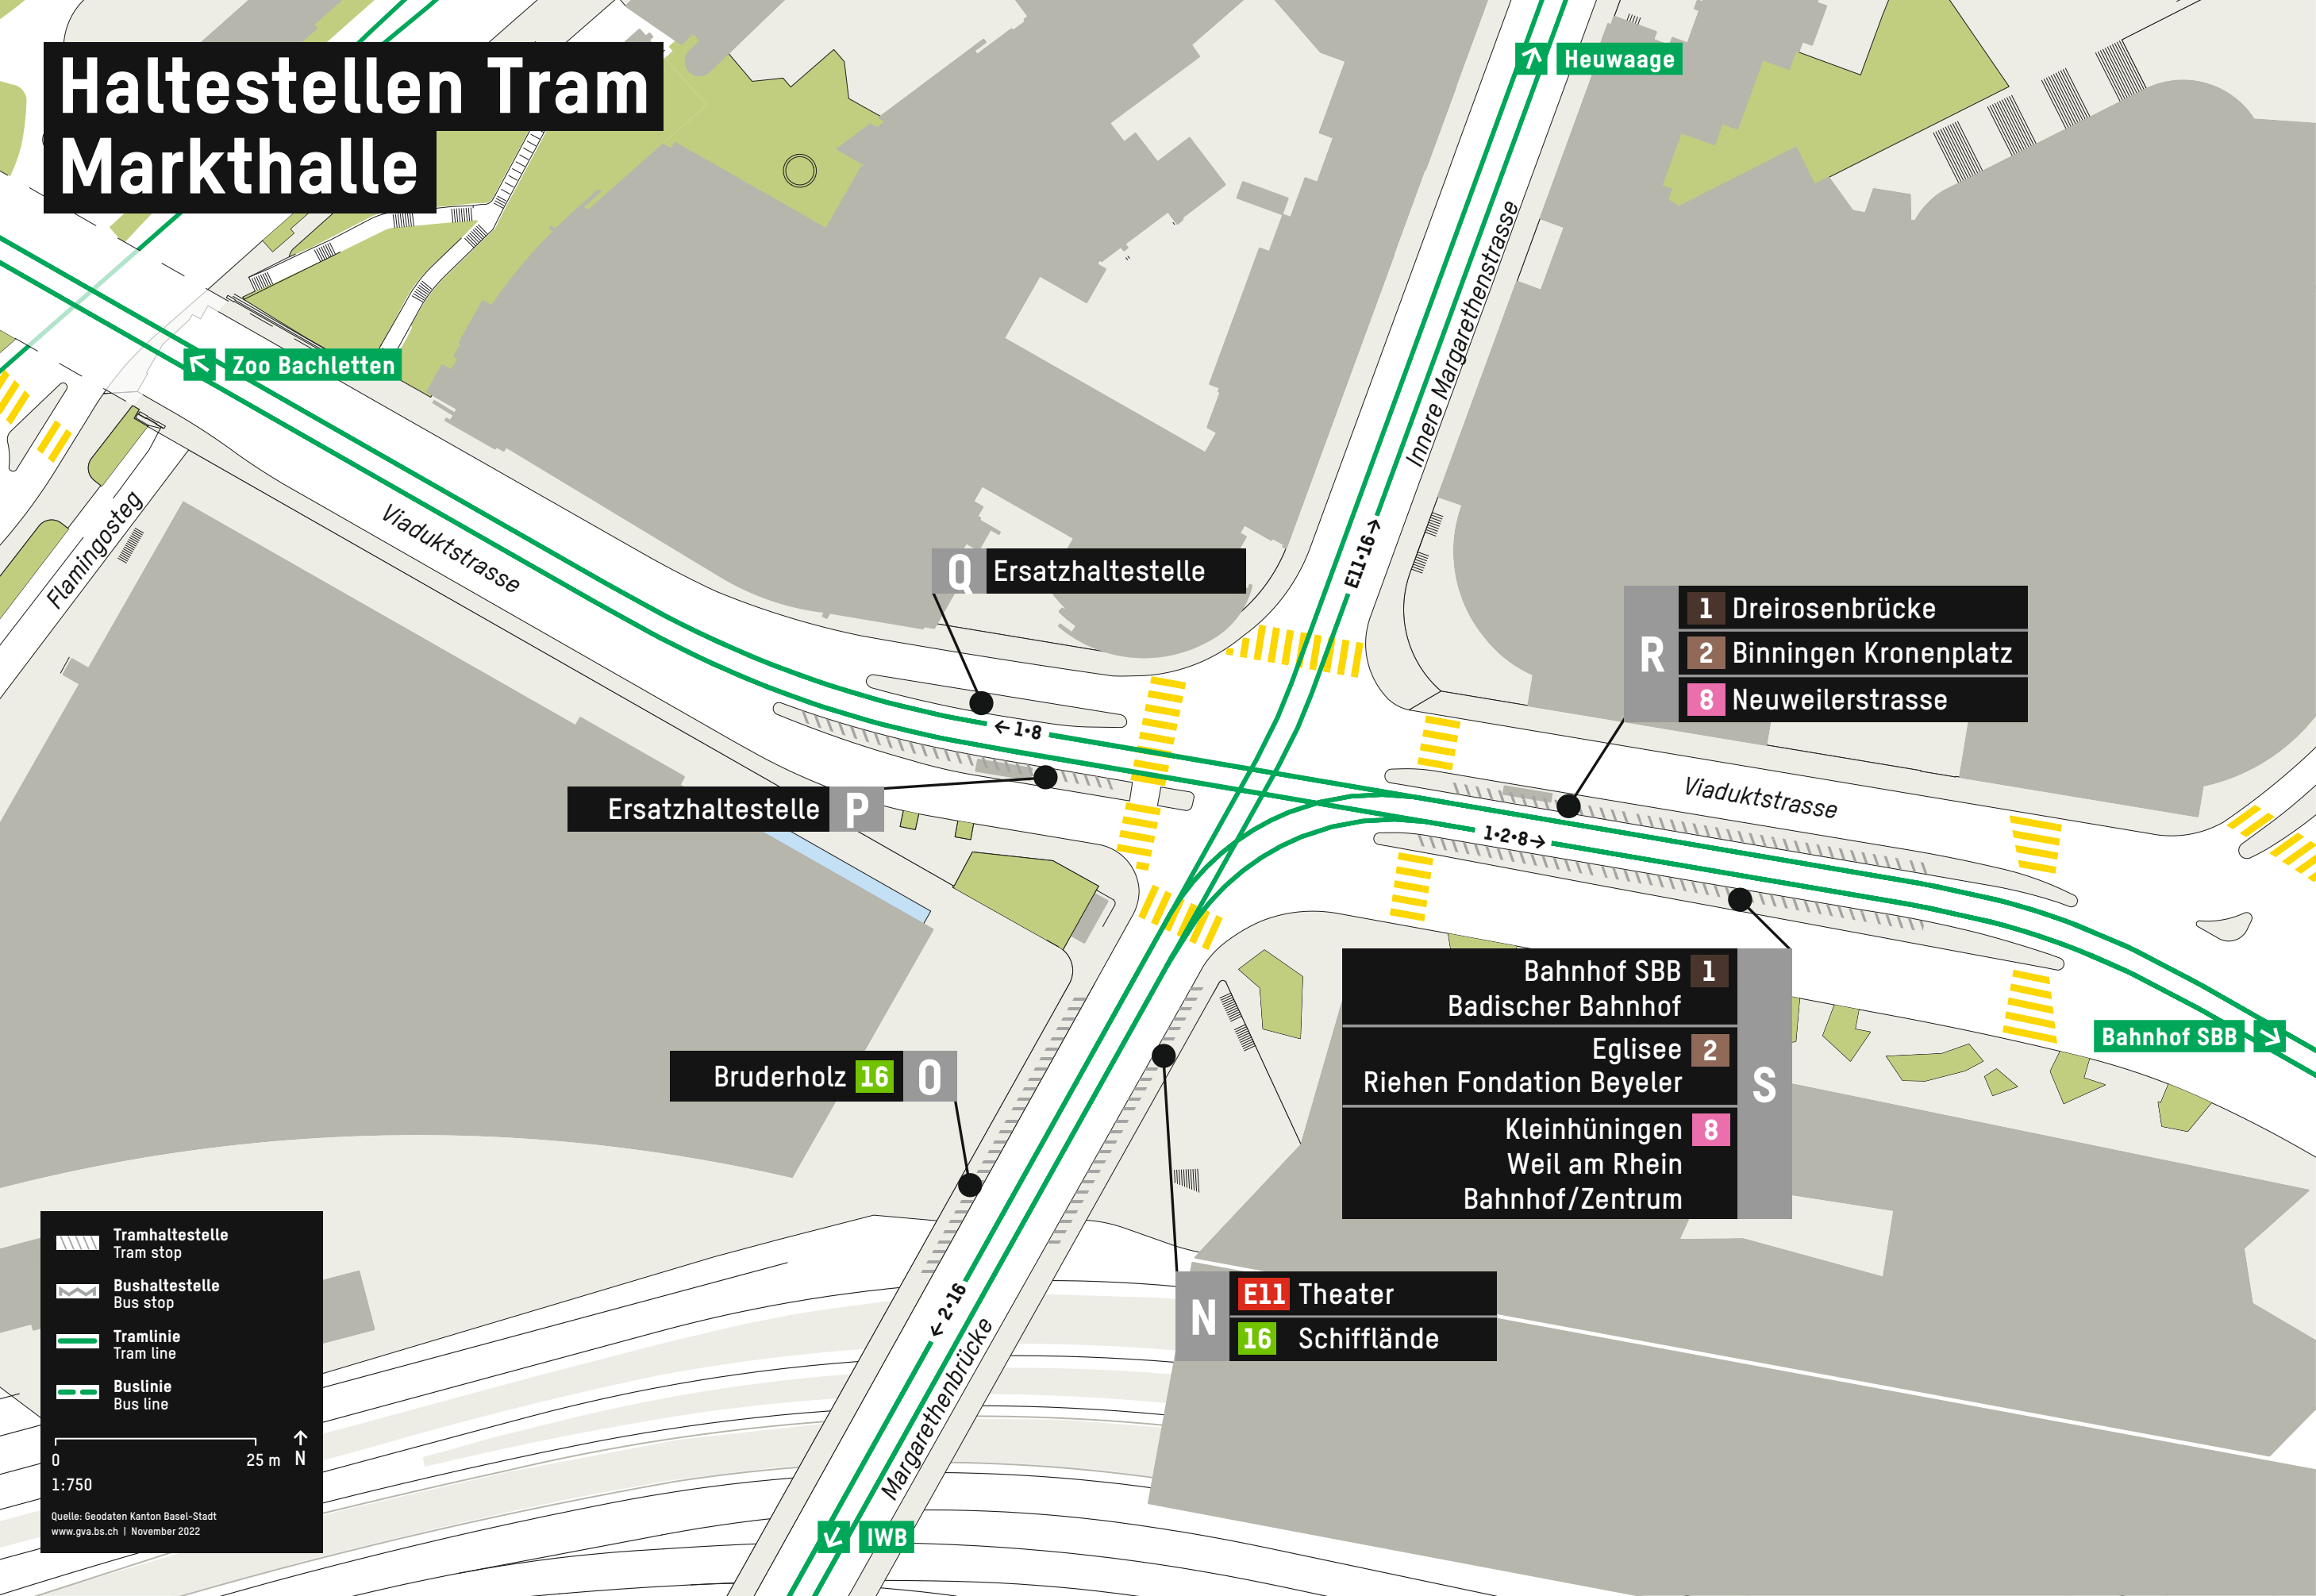 Haltestellen Tram
Markthalle
Heuwaage
Zoo Bachletten
Innere Margarethenstrasse
Flamingosteg
Viaduktstrasse
E11•16→
Q Ersatzhaltestelle
R
1 Dreirosenbrücke
2 Binningen Kronenplatz
8 Neuweilerstrasse
←1•8
Ersatzhaltestelle P
Viaduktstrasse
1•2•8→
Bahnhof SBB 1
Badischer Bahnhof
Eglisee 2
Riehen Fondation Beyeler
Kleinhüningen 8
Weil am Rhein
Bahnhof/Zentrum
S
Bahnhof SBB
Bruderholz 16 O
N
E11 Theater
16 Schifflände
←2•16
Margarethenbrücke
IWB
Tramhaltestelle
Tram stop
Bushaltestelle
Bus stop
Tramlinie
Tram line
Buslinie
Bus line
0 25 m N
1:750
Quelle: Geodaten Kanton Basel-Stadt
www.gva.bs.ch | November 2022